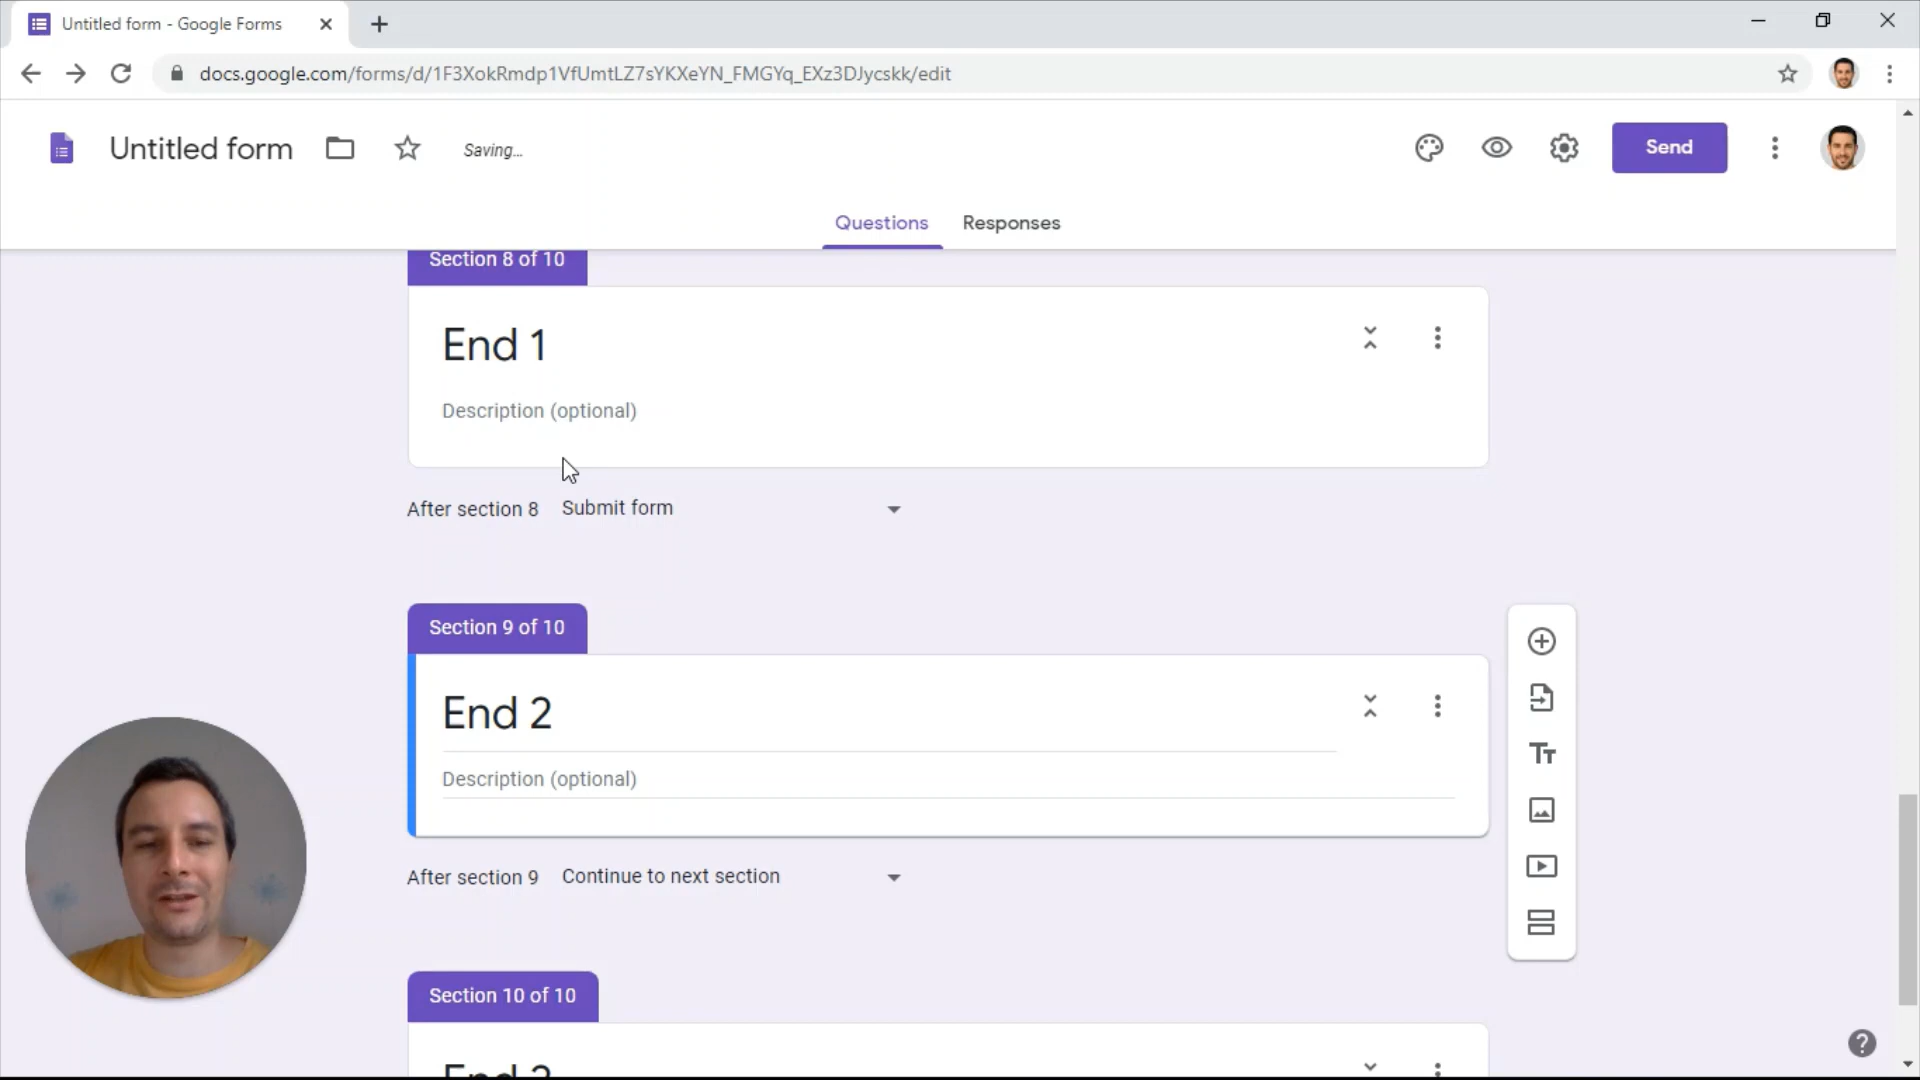 Untitled form - Google Forms
docs.google.com/forms/d/1F3XokRmdp1VfUmtLZ7sYKXeYN_FMGYq_EXz3DJycskk/edit
Untitled form
Saving...
Send
Questions
Responses
Section 8 of 10
End 1
Description (optional)
After section 8
Submit form
Section 9 of 10
End 2
Description (optional)
After section 9
Continue to next section
Section 10 of 10
End
Tt